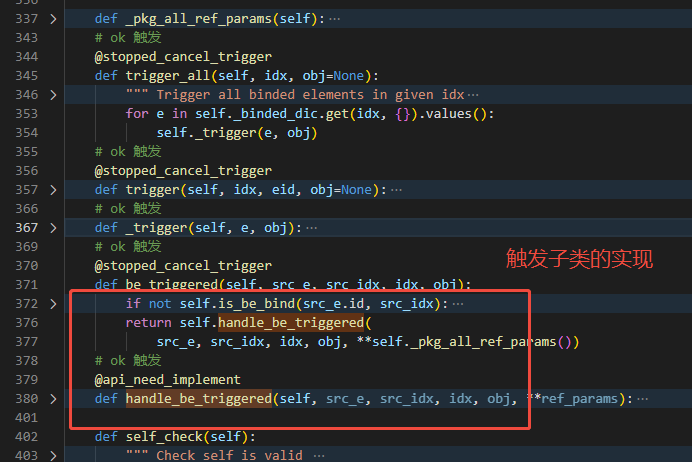 337 > def _pkg_all_ref_params(self): ⋯
343 # ok 触发
344 @stopped_cancel_trigger
345 def trigger_all(self, idx, obj=None):
346 > """ Trigger all binded elements in given idx ⋯
353 for e in self._binded_dic.get(idx, {}).values():
354 self._trigger(e, obj)
355 # ok 触发
356 @stopped_cancel_trigger
357 > def trigger(self, idx, eid, obj=None): ⋯
366 # ok 触发
367 > def _trigger(self, e, obj): ⋯
369 # ok 触发
370 @stopped_cancel_trigger
触发子类的实现
371 def be_triggered(self, src_e, src_idx, idx, obj):
372 > if not self.is_be_bind(src_e.id, src_idx): ⋯
376 return self.handle_be_triggered(
377 src_e, src_idx, idx, obj, **self._pkg_all_ref_params())
378 # ok 触发
379 @api_need_implement
380 > def handle_be_triggered(self, src_e, src_idx, idx, obj, **ref_params): ⋯
401
402 def self_check(self):
403 > """ Check self is valid ⋯